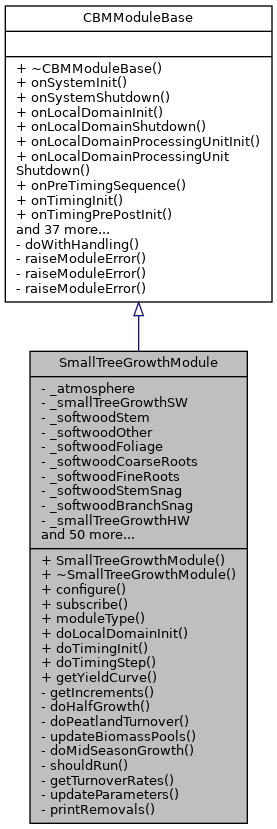 CBMModuleBase
+ ~CBMModuleBase()
+ onSystemInit()
+ onSystemShutdown()
+ onLocalDomainInit()
+ onLocalDomainShutdown()
+ onLocalDomainProcessingUnitInit()
+ onLocalDomainProcessingUnit
Shutdown()
+ onPreTimingSequence()
+ onTimingInit()
+ onTimingPrePostInit()
and 37 more...
- doWithHandling()
- raiseModuleError()
- raiseModuleError()
- raiseModuleError()
SmallTreeGrowthModule
- _atmosphere
- _smallTreeGrowthSW
- _softwoodStem
- _softwoodOther
- _softwoodFoliage
- _softwoodCoarseRoots
- _softwoodFineRoots
- _softwoodStemSnag
- _softwoodBranchSnag
- _smallTreeGrowthHW
and 50 more...
+ SmallTreeGrowthModule()
+ ~SmallTreeGrowthModule()
+ configure()
+ subscribe()
+ moduleType()
+ doLocalDomainInit()
+ doTimingInit()
+ doTimingStep()
+ getYieldCurve()
- getIncrements()
- doHalfGrowth()
- doPeatlandTurnover()
- updateBiomassPools()
- doMidSeasonGrowth()
- shouldRun()
- getTurnoverRates()
- updateParameters()
- printRemovals()